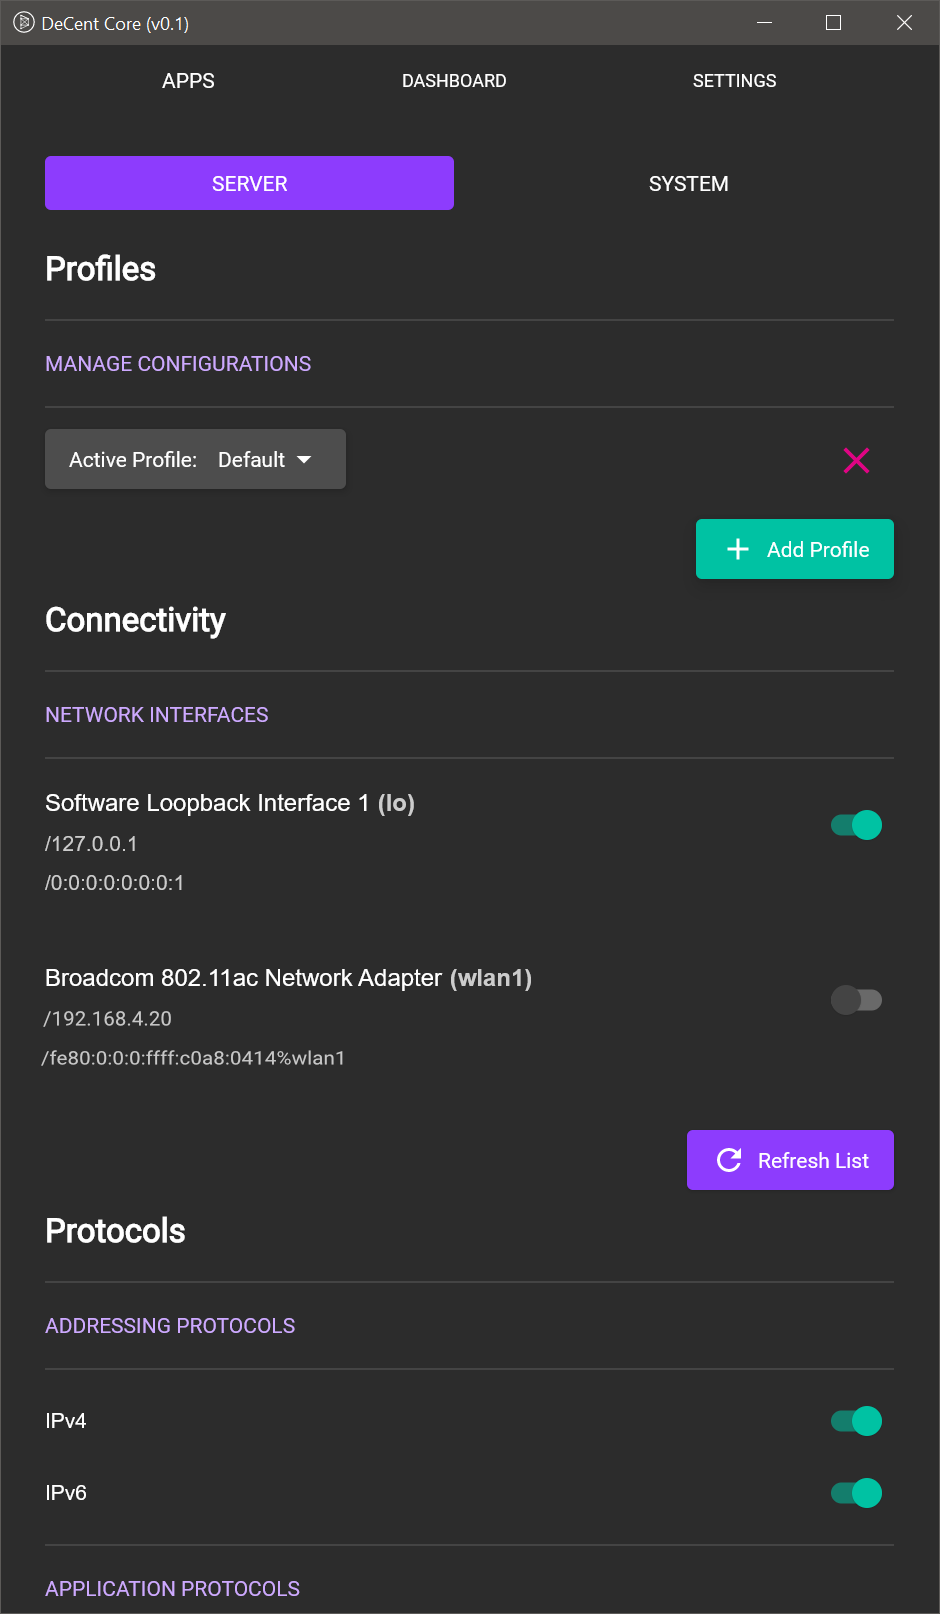 DeCent Core (v0.1)
APPS DASHBOARD SETTINGS
SERVER SYSTEM
Profiles
MANAGE CONFIGURATIONS
Active Profile: Default
Add Profile
Connectivity
NETWORK INTERFACES
Software Loopback Interface 1 (lo)
/127.0.0.1
/0:0:0:0:0:0:0:1
Broadcom 802.11ac Network Adapter (wlan1)
/192.168.4.20
/fe80:0:0:0:ffff:c0a8:0414%wlan1
Refresh List
Protocols
ADDRESSING PROTOCOLS
IPv4
IPv6
APPLICATION PROTOCOLS